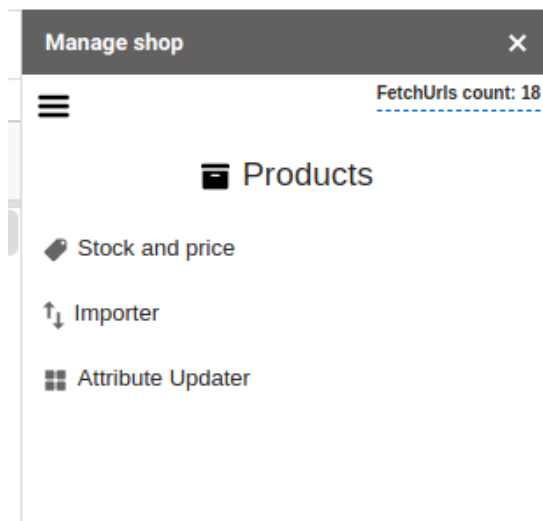 Manage shop
FetchUrls count: 18
Products
Stock and price
Importer
Attribute Updater